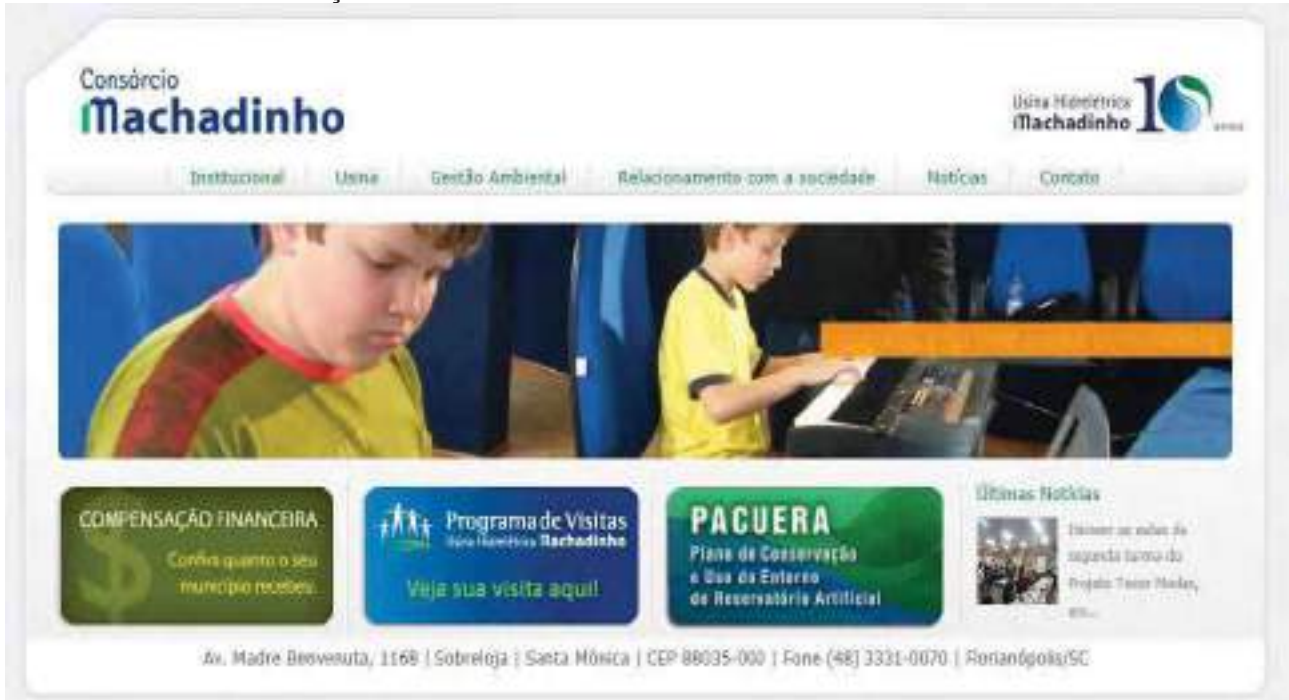 Consórcio
Machadinho
Usina Hidrelétrica
Machadinho 10
anos
Institucional Usina Gestão Ambiental Relacionamento com a sociedade Notícias Contato
COMPENSAÇÃO FINANCEIRA
Confira quanto o seu
município recebeu.
Programa de Visitas
Usina Hidrelétrica Machadinho
Veja sua visita aqui!
PACUERA
Plano de Conservação
e Uso do Entorno
de Reservatório Artificial
Últimas Notícias
as aulas da
segunda turma do
Projeto
Av. Madre Benvenuta, 1168 | Sobreloja | Santa Mônica | CEP 88035-000 | Fone (48) 3331-0070 | Florianópolis/SC